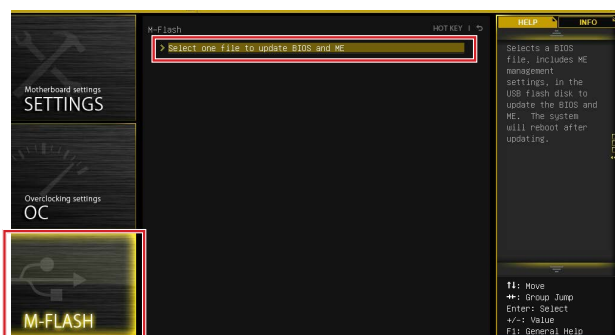 HELP
INFO
M-Flash
HOT KEY
Select one file to update BIOS and ME
Selects a BIOS
file, includes ME
management
settings, in the
USB flash disk to
update the BIOS and
ME. The system
will reboot after
updating.
Motherboard settings
SETTINGS
Overclocking settings
OC
M-FLASH
↑↓: Move
→←: Group Jump
Enter: Select
+/-: Value
F1: General Help